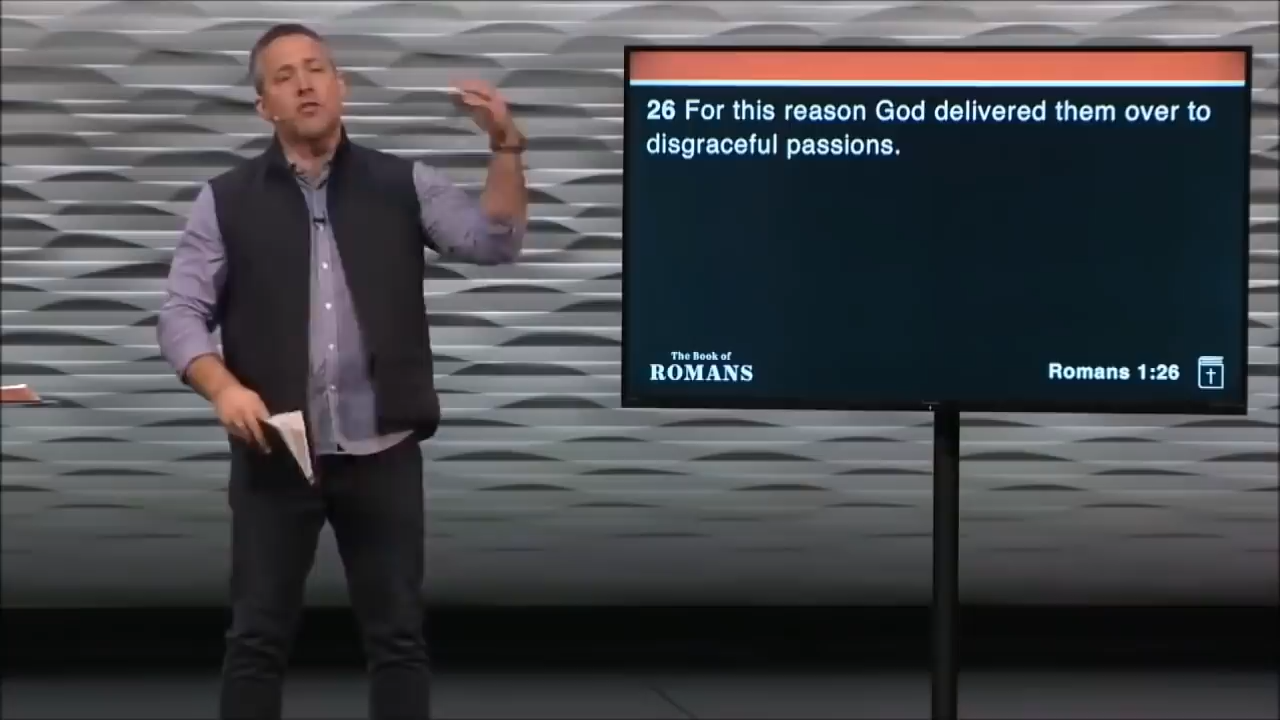 26 For this reason God delivered them over to
disgraceful passions.
The Book of
ROMANS
Romans 1:26